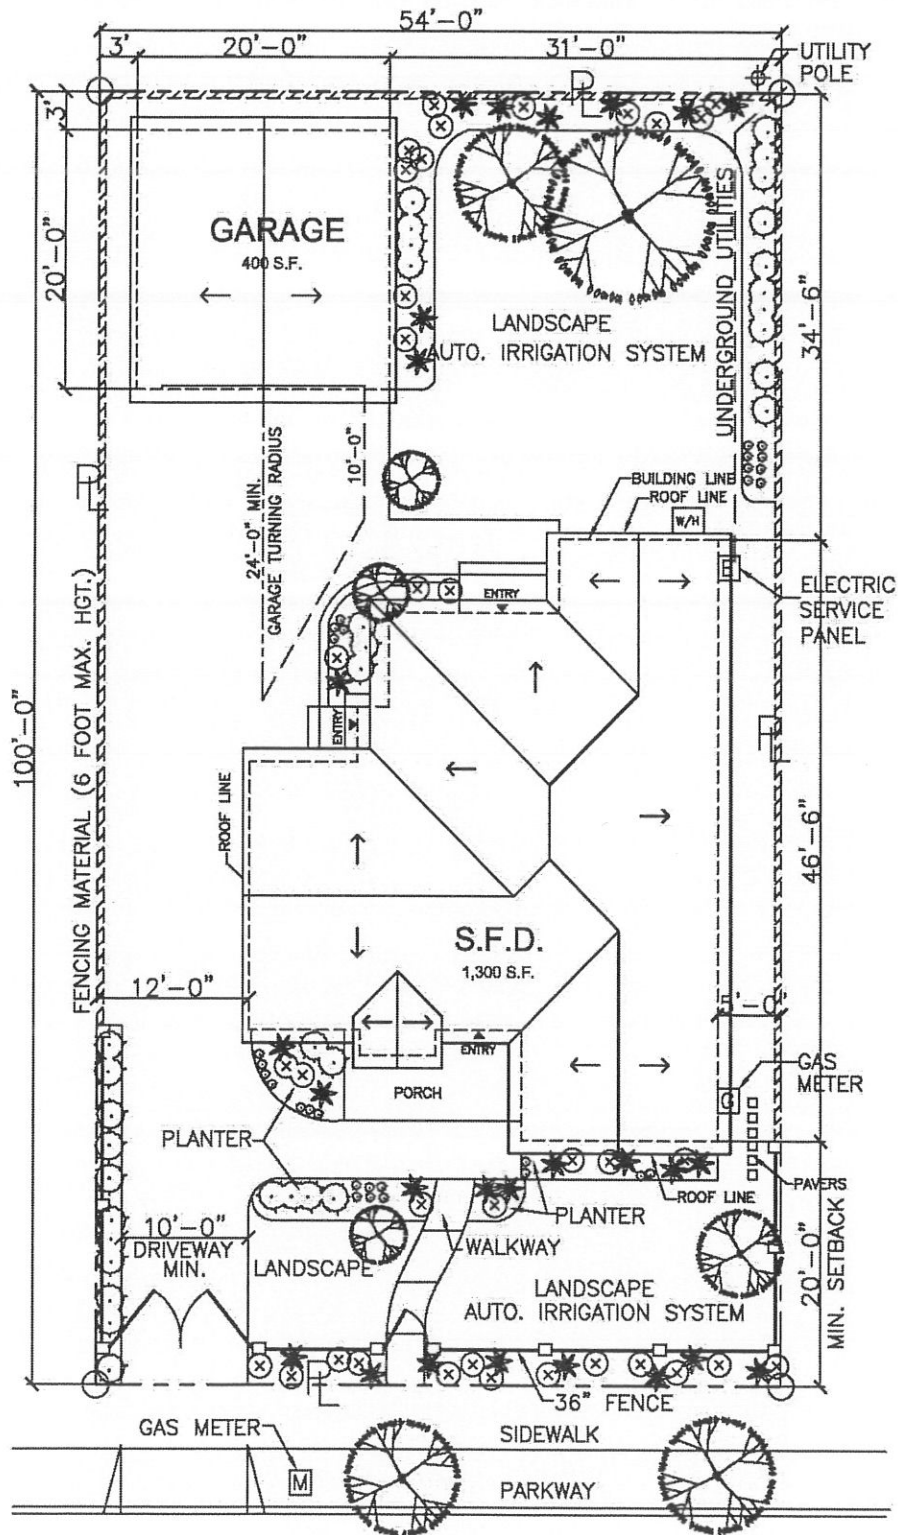 54'-0"
3'
20'-0"
31'-0"
UTILITY
POLE
PL
3'
GARAGE
400 S.F.
20'-0"
UNDERGROUND UTILITIES
34'-6"
LANDSCAPE
AUTO. IRRIGATION SYSTEM
PL
24'-0" MIN.
GARAGE TURNING RADIUS
10'-0"
BUILDING LINE
ROOF LINE
W/H
E
ELECTRIC
SERVICE
PANEL
ENTRY
100'-0"
FENCING MATERIAL (6 FOOT MAX. HGT.)
ENTRY
PL
ROOF LINE
46'-6"
S.F.D.
1,300 S.F.
12'-0"
5'-0"
ENTRY
PORCH
GAS
METER
G
PLANTER
PAVERS
ROOF LINE
PLANTER
WALKWAY
10'-0"
DRIVEWAY
MIN.
LANDSCAPE
LANDSCAPE
AUTO. IRRIGATION SYSTEM
20'-0"
MIN. SETBACK
PL
36" FENCE
GAS METER
SIDEWALK
M
PARKWAY